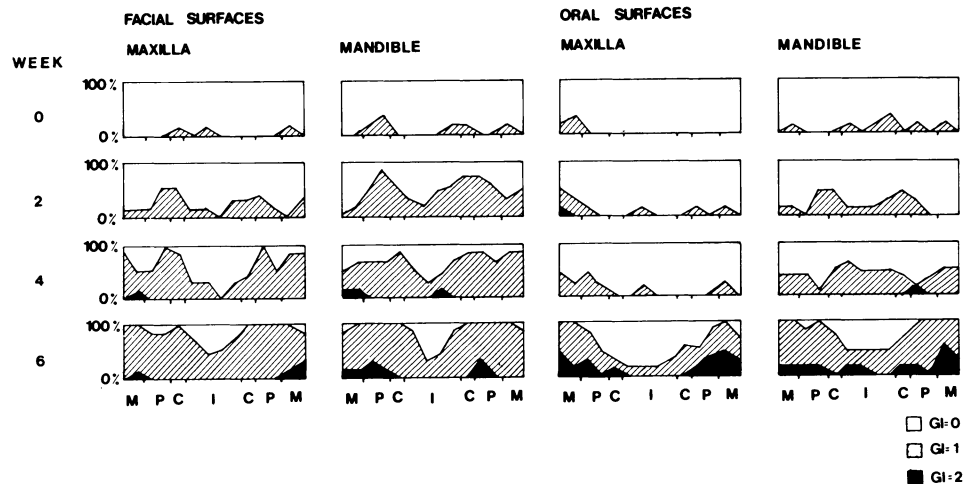 FACIAL SURFACES ORAL SURFACES
MAXILLA MANDIBLE MAXILLA MANDIBLE
WEEK
100%
0
0%
100%
2
0%
100%
4
0%
100%
6
0%
M P C I C P M M P C I C P M M P C I C P M M P C I C P M
GI=0
GI=1
GI=2